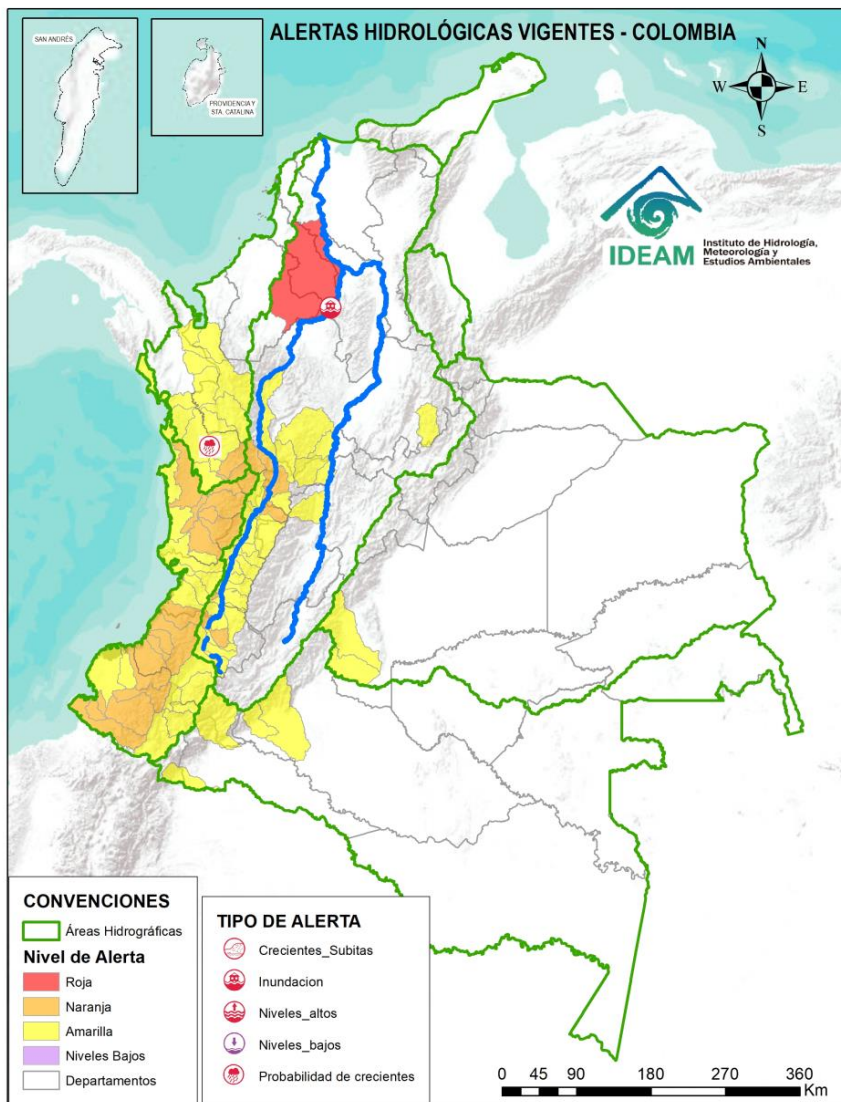 ALERTAS HIDROLÓGICAS VIGENTES - COLOMBIA
SAN ANDRÉS
PROVIDENCIA Y
STA. CATALINA
N
W
E
S
IDEAM
Instituto de Hidrología,
Meteorología y
Estudios Ambientales
CONVENCIONES
Áreas Hidrográficas
Nivel de Alerta
Roja
Naranja
Amarilla
Niveles Bajos
Departamentos
TIPO DE ALERTA
Crecientes_Subitas
Inundacion
Niveles_altos
Niveles_bajos
Probabilidad de crecientes
0 45 90 180 270 360
Km